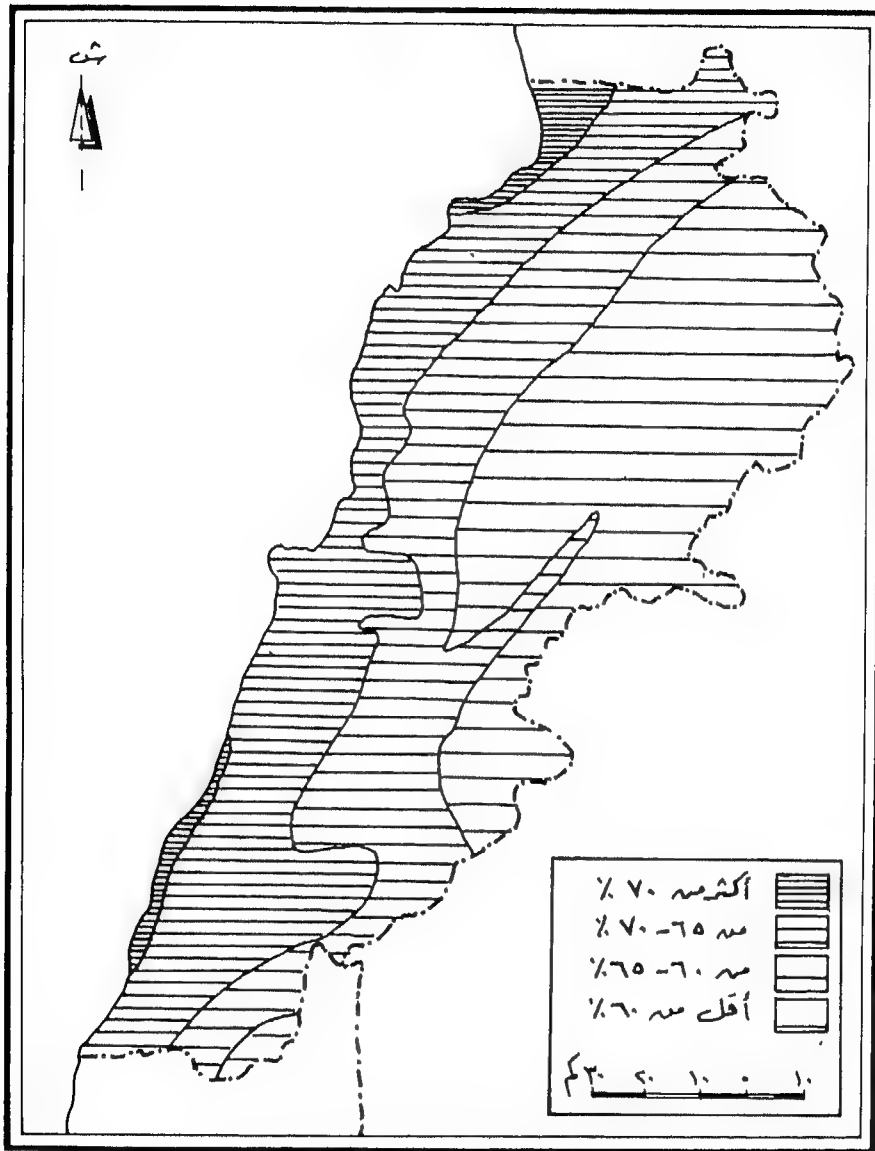 ش
أكثر من ٧٠ ٪
من ٦٥-٧٠ ٪
من ٦٠-٦٥ ٪
أقل من ٦٠ ٪
١٠ ٠ ١٠ ٢٠ ٣٠ كم